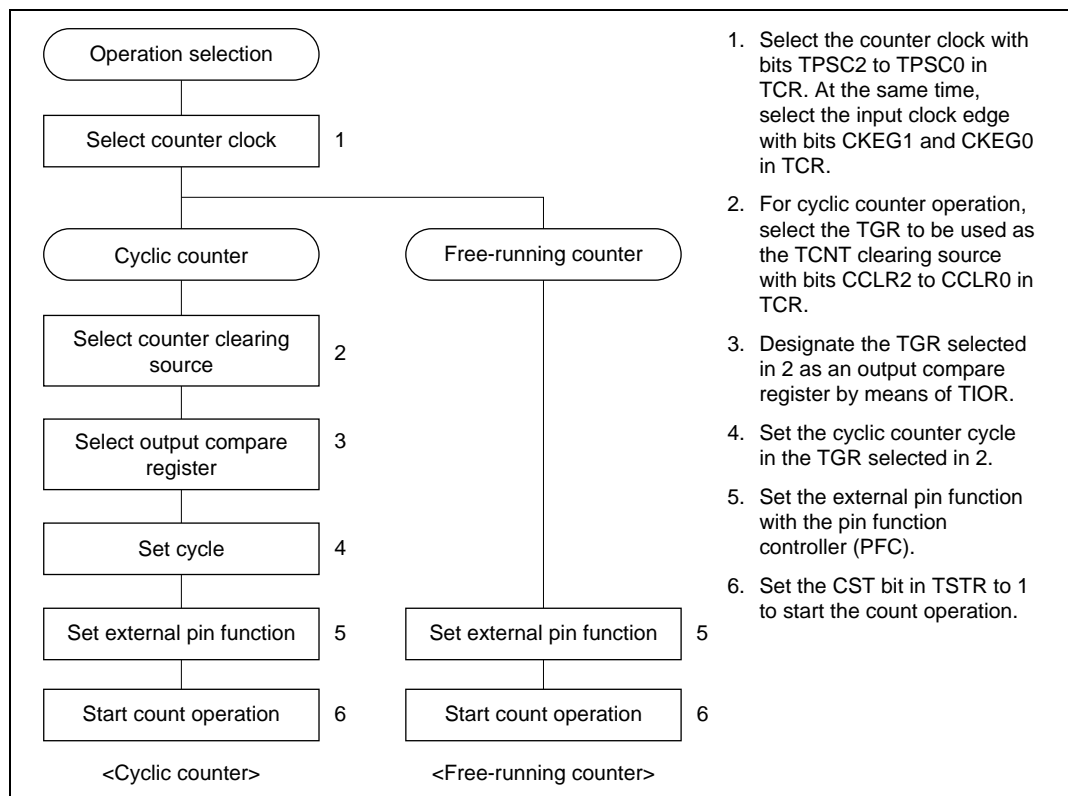 Operation selection
Select counter clock
1
Cyclic counter
Free-running counter
Select counter clearing
source
2
Select output compare
register
3
Set cycle
4
Set external pin function
5
Set external pin function
5
Start count operation
6
Start count operation
6
<Cyclic counter>
<Free-running counter>
1. Select the counter clock with
bits TPSC2 to TPSC0 in
TCR. At the same time,
select the input clock edge
with bits CKEG1 and CKEG0
in TCR.
2. For cyclic counter operation,
select the TGR to be used as
the TCNT clearing source
with bits CCLR2 to CCLR0 in
TCR.
3. Designate the TGR selected
in 2 as an output compare
register by means of TIOR.
4. Set the cyclic counter cycle
in the TGR selected in 2.
5. Set the external pin function
with the pin function
controller (PFC).
6. Set the CST bit in TSTR to 1
to start the count operation.